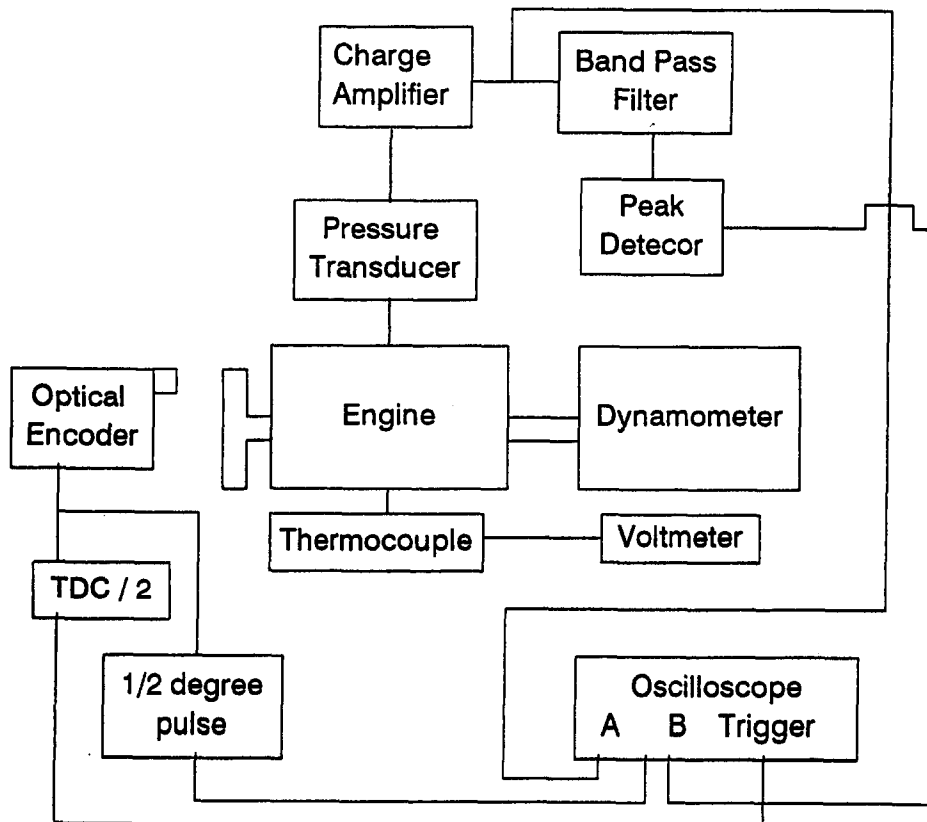 Charge
Amplifier
Band Pass
Filter
Peak
Detecor
Pressure
Transducer
Optical
Encoder
Engine
Dynamometer
Thermocouple
Voltmeter
TDC / 2
1/2 degree
pulse
Oscilloscope
A B Trigger